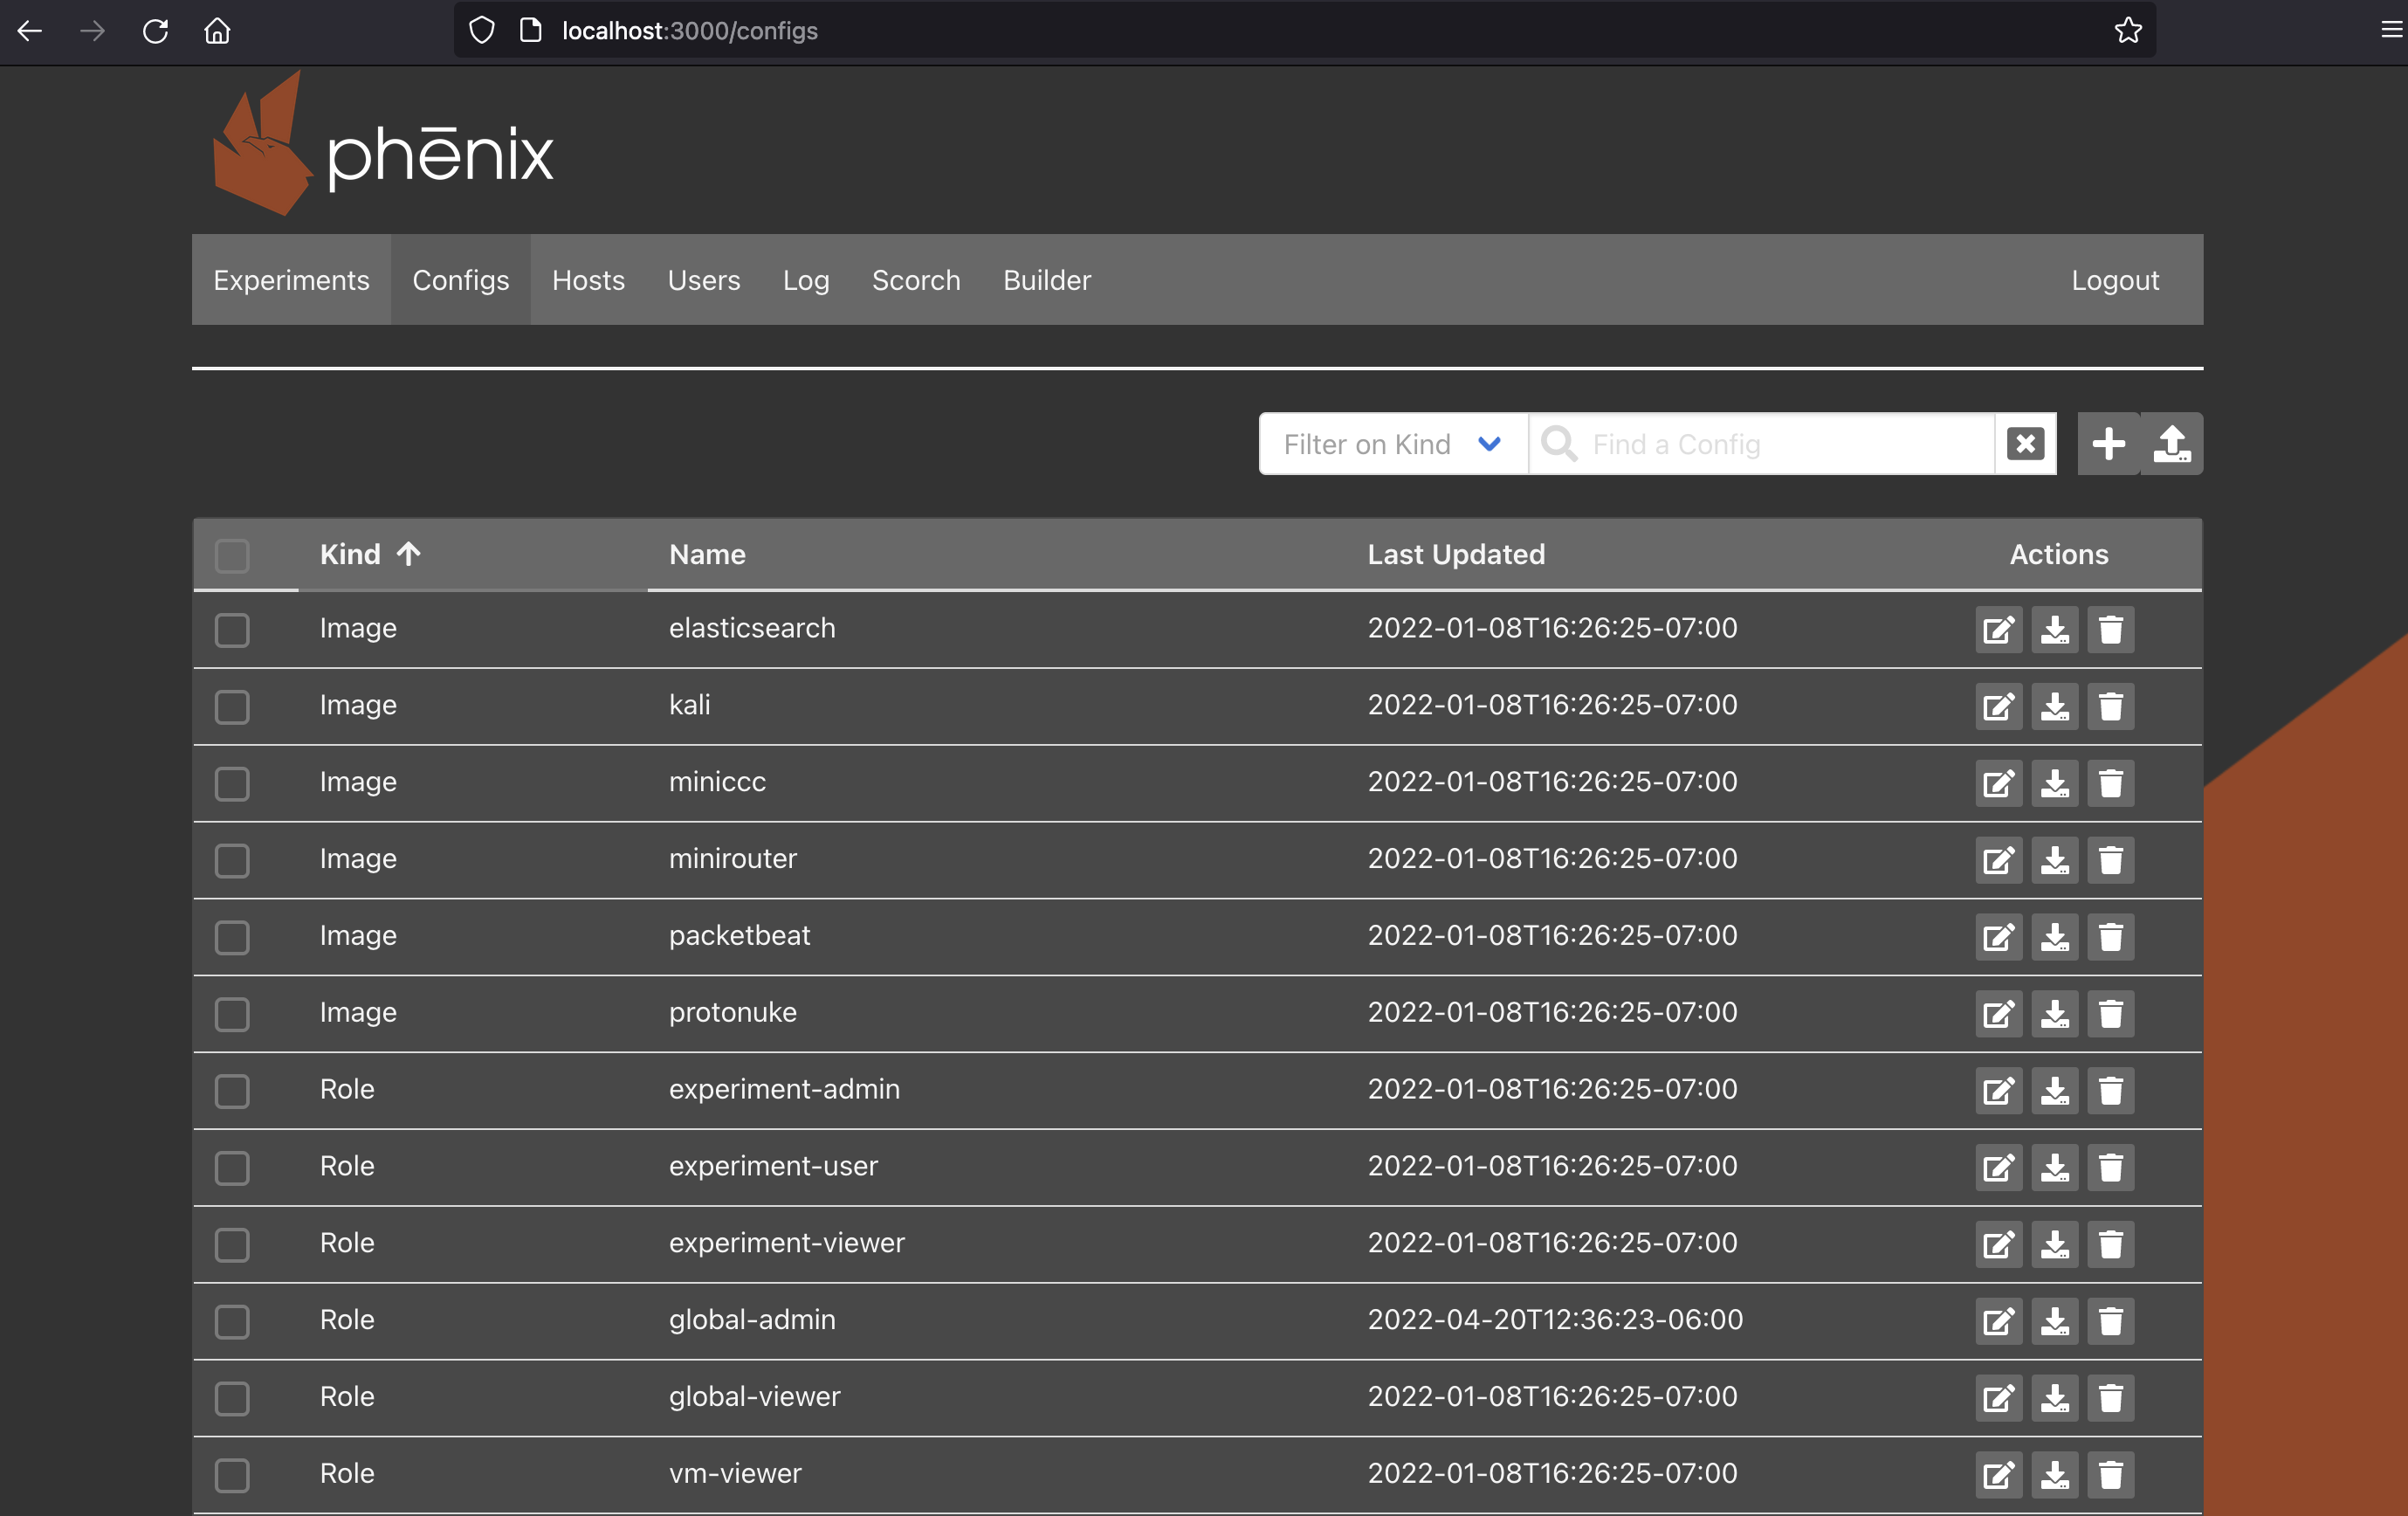 localhost:3000/configs
phēnix
Experiments Configs Hosts Users Log Scorch Builder Logout
Filter on Kind Find a Config
Kind Name Last Updated Actions
Image elasticsearch 2022-01-08T16:26:25-07:00
Image kali 2022-01-08T16:26:25-07:00
Image miniccc 2022-01-08T16:26:25-07:00
Image minirouter 2022-01-08T16:26:25-07:00
Image packetbeat 2022-01-08T16:26:25-07:00
Image protonuke 2022-01-08T16:26:25-07:00
Role experiment-admin 2022-01-08T16:26:25-07:00
Role experiment-user 2022-01-08T16:26:25-07:00
Role experiment-viewer 2022-01-08T16:26:25-07:00
Role global-admin 2022-04-20T12:36:23-06:00
Role global-viewer 2022-01-08T16:26:25-07:00
Role vm-viewer 2022-01-08T16:26:25-07:00